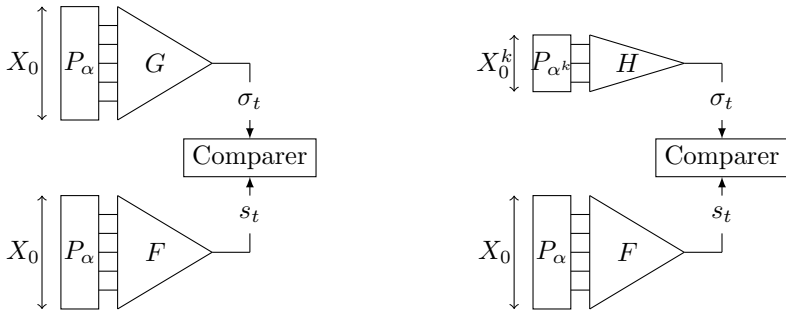 X_0 P_α G
σ_t
Comparer
s_t
X_0 P_α F
X_0^k P_{α^k} H
σ_t
Comparer
s_t
X_0 P_α F